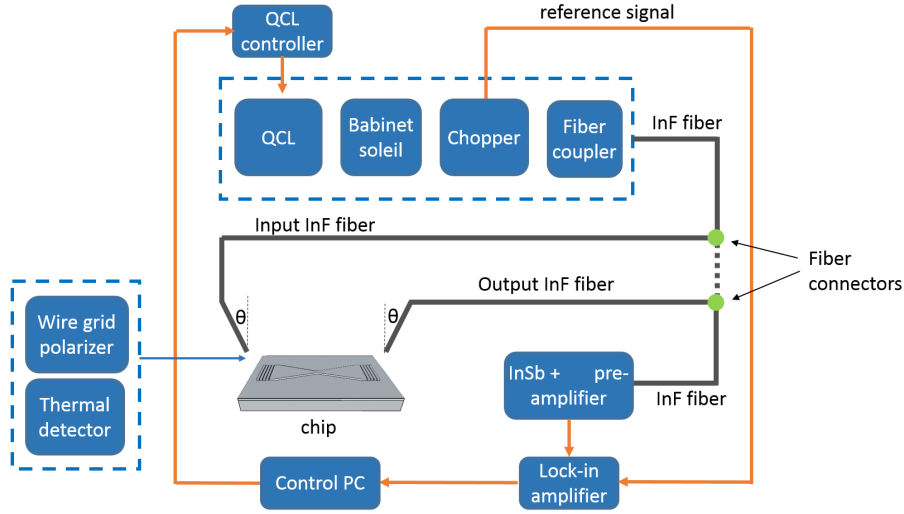 reference signal
QCL
controller
QCL
Babinet
soleil
Chopper
Fiber
coupler
InF fiber
Input InF fiber
Output InF fiber
Fiber
connectors
θ
θ
Wire grid
polarizer
Thermal
detector
chip
InSb + pre-
amplifier
InF fiber
Control PC
Lock-in
amplifier